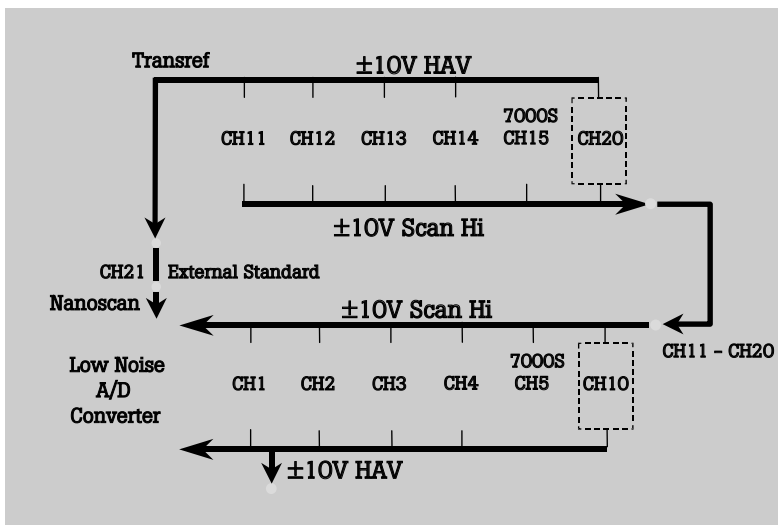 Transref
±10V HAV
CH11 CH12 CH13 CH14 7000S CH15 CH20
±10V Scan Hi
CH21 External Standard
Nanoscan
±10V Scan Hi
CH11 - CH20
Low Noise
A/D
Converter
CH1 CH2 CH3 CH4 7000S CH5 CH10
±10V HAV